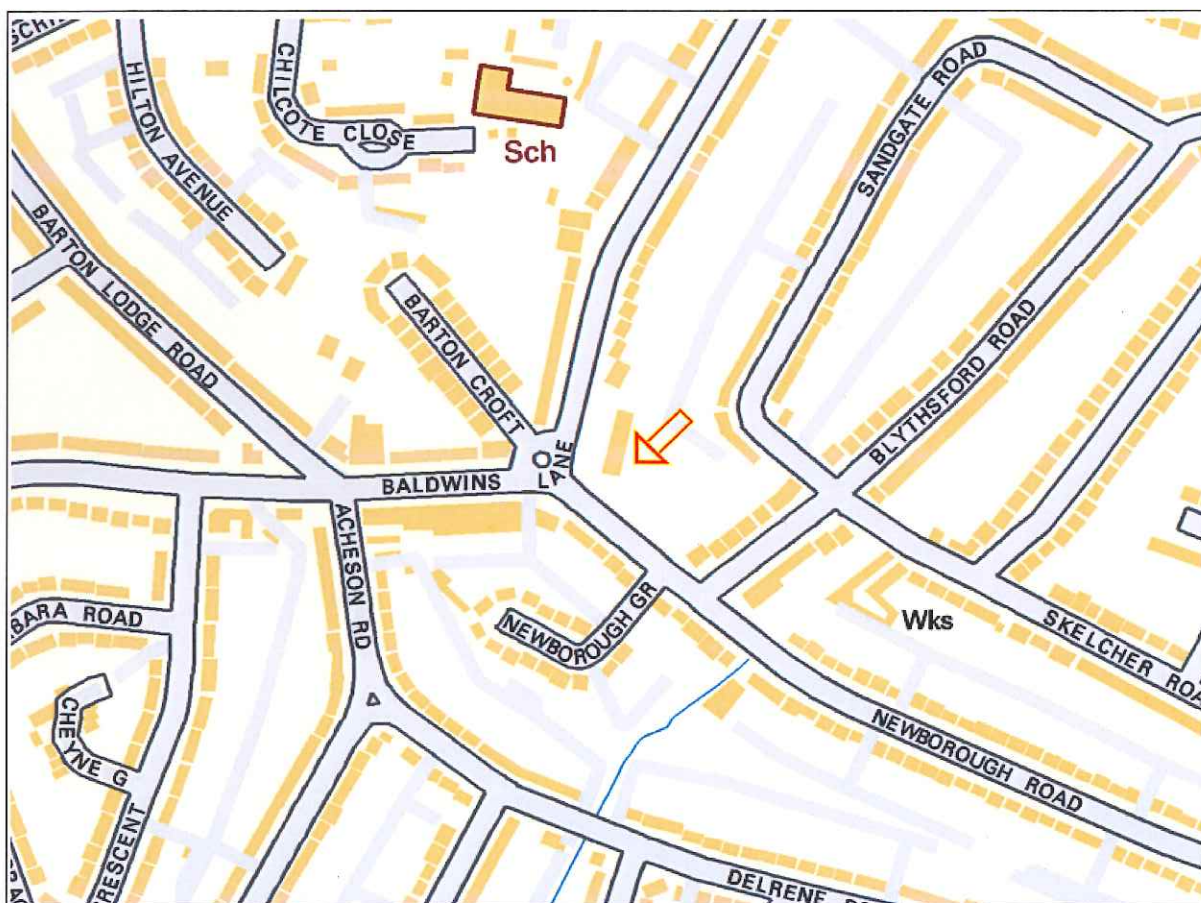 HILTON AVENUE
CHILCOTE CLOSE
Sch
SANDGATE ROAD
BARTON LODGE ROAD
BARTON CROFT
BLYTHSFORD ROAD
BALDWINS LANE
ACHESON RD
NEWBOROUGH GR
BARA ROAD
Wks
SKELCHER ROA
CHEYNE G
NEWBOROUGH ROAD
RESCENT
DELRENE